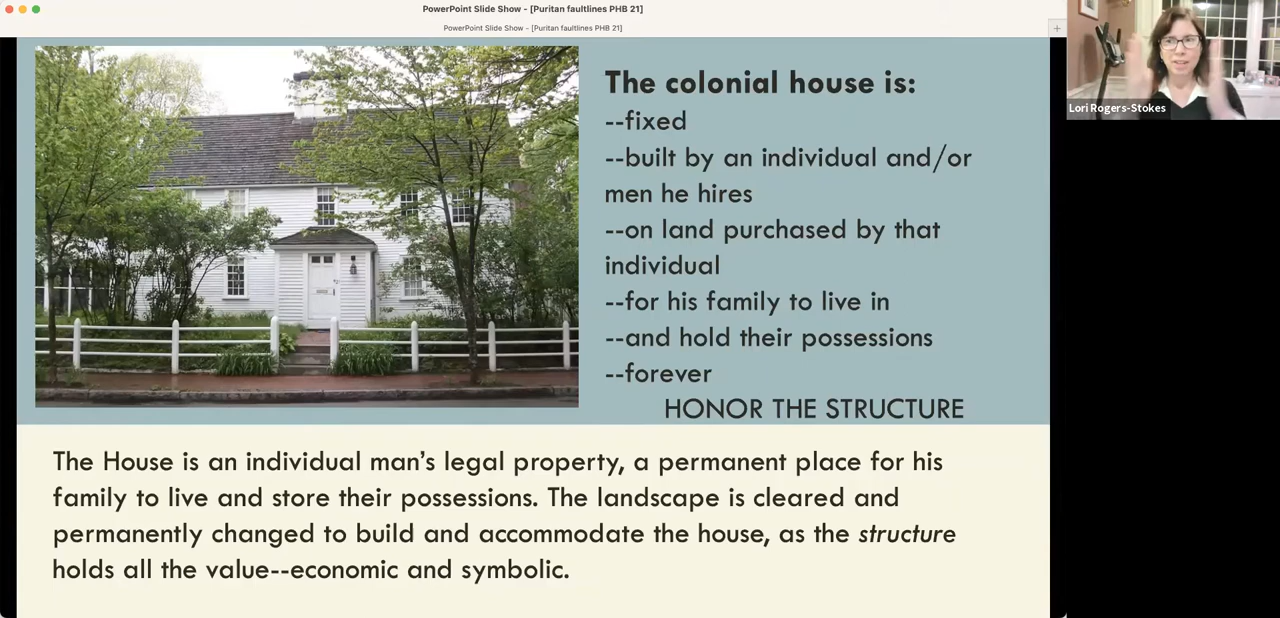 PowerPoint Slide Show - [Puritan faultlines PHB 21]
PowerPoint Slide Show - [Puritan faultlines PHB 21]
Lori Rogers-Stokes
The colonial house is:
--fixed
--built by an individual and/or
men he hires
--on land purchased by that
individual
--for his family to live in
--and hold their possessions
--forever
HONOR THE STRUCTURE
The House is an individual man's legal property, a permanent place for his
family to live and store their possessions. The landscape is cleared and
permanently changed to build and accommodate the house, as the structure
holds all the value--economic and symbolic.